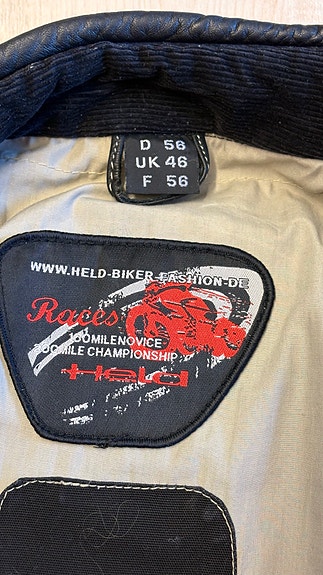 D 56
UK 46
F 56
WWW.HELD-BIKER-FASHION-DE
Races
100MILENOVICE
100MILE CHAMPIONSHIP
Held